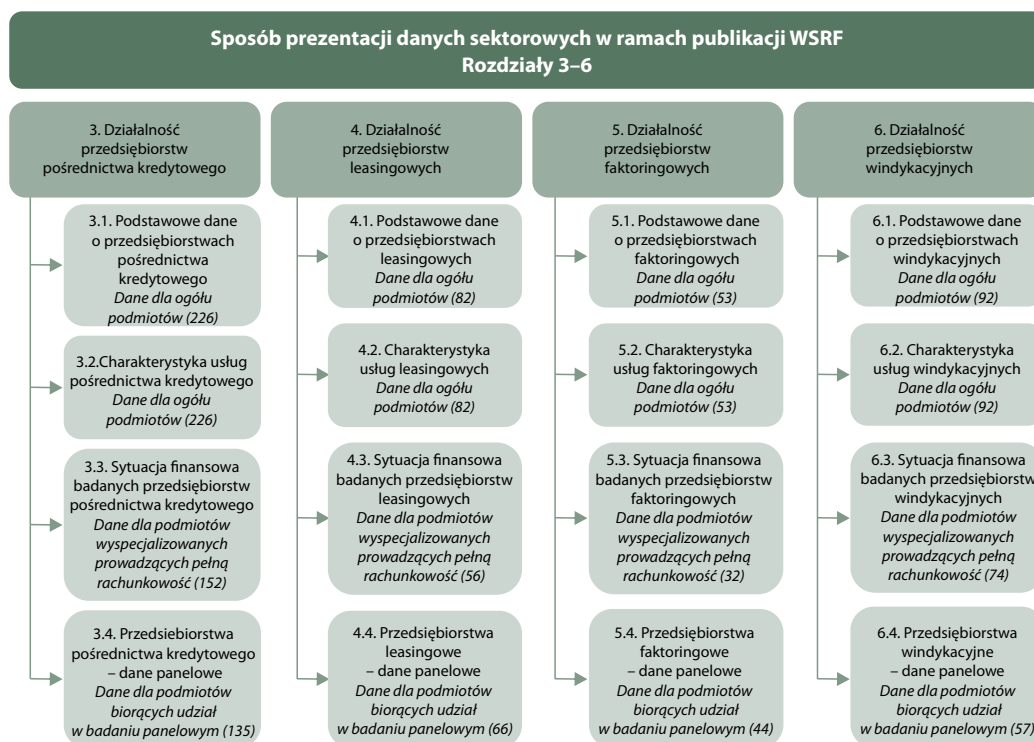 Sposób prezentacji danych sektorowych w ramach publikacji WSRF
Rozdziały 3–6
3. Działalność
przedsiębiorstw
pośrednictwa kredytowego
3.1. Podstawowe dane
o przedsiębiorstwach
pośrednictwa
kredytowego
Dane dla ogółu
podmiotów (226)
3.2.Charakterystyka usług
pośrednictwa kredytowego
Dane dla ogółu
podmiotów (226)
3.3. Sytuacja finansowa
badanych przedsiębiorstw
pośrednictwa kredytowego
Dane dla podmiotów
wyspecjalizowanych
prowadzących pełną
rachunkowość (152)
3.4. Przedsiebiorstwa
pośrednictwa kredytowego
– dane panelowe
Dane dla podmiotów
biorących udział
w badaniu panelowym (135)
4. Działalność
przedsiębiorstw
leasingowych
4.1. Podstawowe dane
o przedsiębiorstwach
leasingowych
Dane dla ogółu
podmiotów (82)
4.2. Charakterystyka
usług leasingowych
Dane dla ogółu
podmiotów (82)
4.3. Sytuacja finansowa
badanych przedsiębiorstw
leasingowych
Dane dla podmiotów
wyspecjalizowanych
prowadzących pełną
rachunkowość (56)
4.4. Przedsiębiorstwa
leasingowe
– dane panelowe
Dane dla podmiotów
biorących udział
w badaniu panelowym (66)
5. Działalność
przedsiębiorstw
faktoringowych
5.1. Podstawowe dane
o przedsiębiorstwach
faktoringowych
Dane dla ogółu
podmiotów (53)
5.2. Charakterystyka
usług faktoringowych
Dane dla ogółu
podmiotów (53)
5.3. Sytuacja finansowa
badanych przedsiębiorstw
faktoringowych
Dane dla podmiotów
wyspecjalizowanych
prowadzących pełną
rachunkowość (32)
5.4. Przedsiębiorstwa
faktoringowe
– dane panelowe
Dane dla podmiotów
biorących udział
w badaniu panelowym (44)
6. Działalność
przedsiębiorstw
windykacyjnych
6.1. Podstawowe dane
o przedsiębiorstwach
windykacyjnych
Dane dla ogółu
podmiotów (92)
6.2. Charakterystyka
usług windykacyjnych
Dane dla ogółu
podmiotów (92)
6.3. Sytuacja finansowa
badanych przedsiębiorstw
windykacyjnych
Dane dla podmiotów
wyspecjalizowanych
prowadzących pełną
rachunkowość (74)
6.4. Przedsiębiorstwa
windykacyjne
– dane panelowe
Dane dla podmiotów
biorących udział
w badaniu panelowym (57)